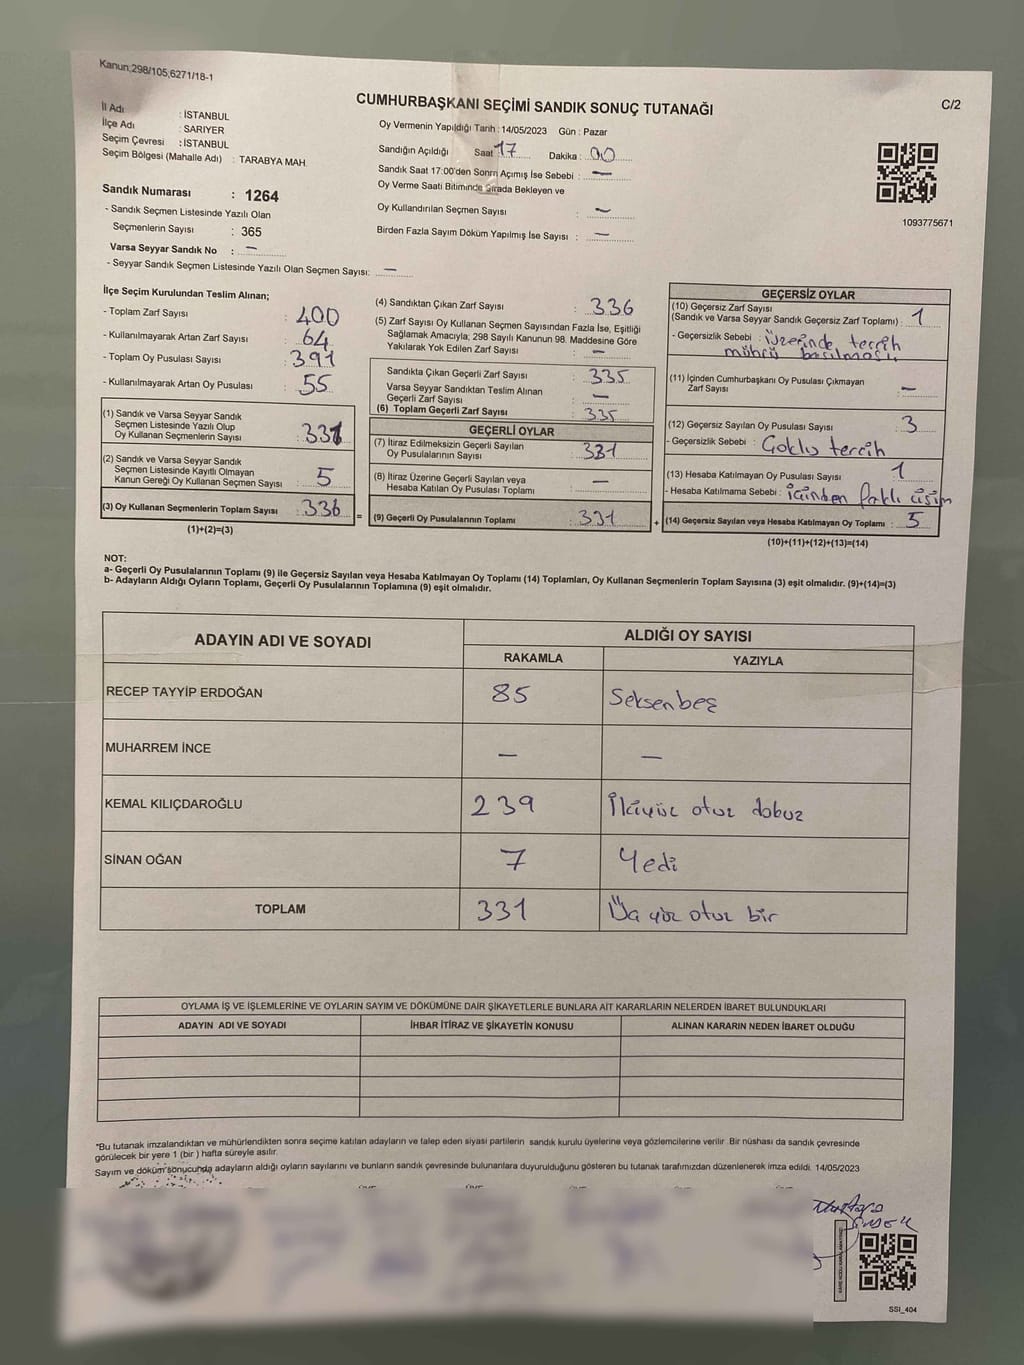 Kanun;298/105;6271/18-1
CUMHURBAŞKANI SEÇİMİ SANDIK SONUÇ TUTANAĞI
C/2
İl Adı : İSTANBUL
İlçe Adı : SARIYER
Seçim Çevresi : İSTANBUL
Seçim Bölgesi (Mahalle Adı) : TARABYA MAH.
Oy Vermenin Yapıldığı Tarih : 14/05/2023 Gün : Pazar
Sandığın Açıldığı Saat 17 Dakika : 00
Sandık Saat 17:00'den Sonra Açımış İse Sebebi : —
Oy Verme Saati Bitiminde Sırada Bekleyen ve
Oy Kullandırılan Seçmen Sayısı : —
Birden Fazla Sayım Döküm Yapılmış İse Sayısı : —
1093775671
Sandık Numarası : 1264
- Sandık Seçmen Listesinde Yazılı Olan
Seçmenlerin Sayısı : 365
Varsa Seyyar Sandık No : —
- Seyyar Sandık Seçmen Listesinde Yazılı Olan Seçmen Sayısı: —
İlçe Seçim Kurulundan Teslim Alınan;
- Toplam Zarf Sayısı : 400
- Kullanılmayarak Artan Zarf Sayısı : 64
- Toplam Oy Pusulası Sayısı : 391
- Kullanılmayarak Artan Oy Pusulası : 55
(1) Sandık ve Varsa Seyyar Sandık
Seçmen Listesinde Yazılı Olup
Oy Kullanan Seçmenlerin Sayısı : 331
(2) Sandık ve Varsa Seyyar Sandık
Seçmen Listesinde Kayıtlı Olmayan
Kanun Gereği Oy Kullanan Seçmen Sayısı : 5
(3) Oy Kullanan Seçmenlerin Toplam Sayısı : 336
(1)+(2)=(3)
(4) Sandıktan Çıkan Zarf Sayısı : 336
(5) Zarf Sayısı Oy Kullanan Seçmen Sayısından Fazla İse, Eşitliği
Sağlamak Amacıyla; 298 Sayılı Kanunun 98. Maddesine Göre
Yakılarak Yok Edilen Zarf Sayısı : —
Sandıkta Çıkan Geçerli Zarf Sayısı : 335
Varsa Seyyar Sandıktan Teslim Alınan
Geçerli Zarf Sayısı : —
(6) Toplam Geçerli Zarf Sayısı : 335
GEÇERLİ OYLAR
(7) İtiraz Edilmeksizin Geçerli Sayılan
Oy Pusulalarının Sayısı : 331
(8) İtiraz Üzerine Geçerli Sayılan veya
Hesaba Katılan Oy Pusulası Toplamı : —
= (9) Geçerli Oy Pusulalarının Toplamı : 331
GEÇERSİZ OYLAR
(10) Geçersiz Zarf Sayısı
(Sandık ve Varsa Seyyar Sandık Geçersiz Zarf Toplamı) : 1
- Geçersizlik Sebebi : Üzerinde tercih
mührü basılması
(11) İçinden Cumhurbaşkanı Oy Pusulası Çıkmayan
Zarf Sayısı : —
(12) Geçersiz Sayılan Oy Pusulası Sayısı : 3
- Geçersizlik Sebebi : Çoklu tercih
(13) Hesaba Katılmayan Oy Pusulası Sayısı : 1
- Hesaba Katılmama Sebebi : içinden faklı cisim
+ (14) Geçersiz Sayılan veya Hesaba Katılmayan Oy Toplamı : 5
(10)+(11)+(12)+(13)=(14)
NOT:
a- Geçerli Oy Pusulalarının Toplamı (9) ile Geçersiz Sayılan veya Hesaba Katılmayan Oy Toplamı (14) Toplamları, Oy Kullanan Seçmenlerin Toplam Sayısına (3) eşit olmalıdır. (9)+(14)=(3)
b- Adayların Aldığı Oyların Toplamı, Geçerli Oy Pusulalarının Toplamına (9) eşit olmalıdır.
ADAYIN ADI VE SOYADI
ALDIĞI OY SAYISI
RAKAMLA YAZIYLA
RECEP TAYYİP ERDOĞAN 85 Seksenbeş
MUHARREM İNCE — —
KEMAL KILIÇDAROĞLU 239 İkiyüz otuz dokuz
SİNAN OĞAN 7 Yedi
TOPLAM 331 Üç yüz otuz bir
OYLAMA İŞ VE İŞLEMLERİNE VE OYLARIN SAYIM VE DÖKÜMÜNE DAİR ŞİKAYETLERLE BUNLARA AİT KARARLARIN NELERDEN İBARET BULUNDUKLARI
ADAYIN ADI VE SOYADI İHBAR İTİRAZ VE ŞİKAYETİN KONUSU ALINAN KARARIN NEDEN İBARET OLDUĞU
*Bu tutanak imzalandıktan ve mühürlendikten sonra seçime katılan adayların ve talep eden siyasi partilerin sandık kurulu üyelerine veya gözlemcilerine verilir. Bir nüshası da sandık çevresinde
görülecek bir yere 1 (bir ) hafta süreyle asılır.
Sayım ve döküm sonucunda adayların aldığı oyların sayılarını ve bunların sandık çevresinde bulunanlara duyurulduğunu gösteren bu tutanak tarafımızdan düzenlenerek imza edildi. 14/05/2023
SSI_404